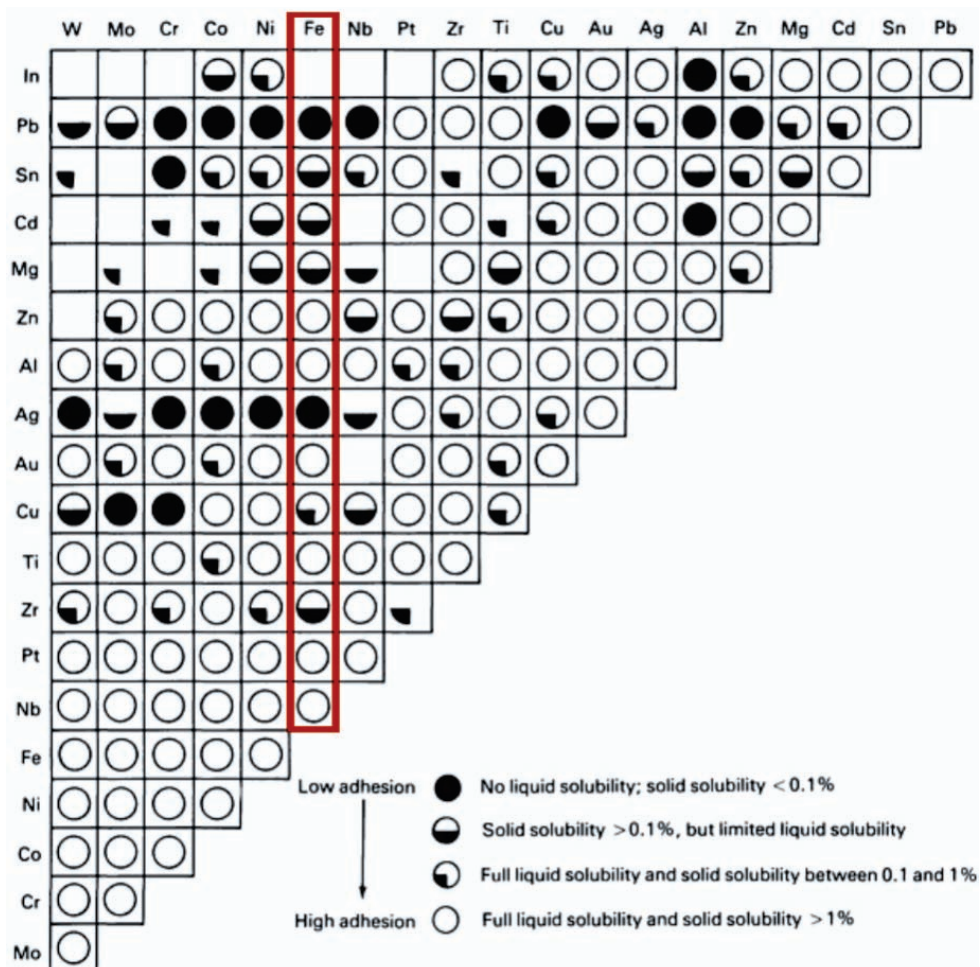 W Mo Cr Co Ni Fe Nb Pt Zr Ti Cu Au Ag Al Zn Mg Cd Sn Pb
In
Pb
Sn
Cd
Mg
Zn
Al
Ag
Au
Cu
Ti
Zr
Pt
Nb
Fe
Low adhesion No liquid solubility; solid solubility < 0.1%
Ni
Solid solubility > 0.1%, but limited liquid solubility
Co
Full liquid solubility and solid solubility between 0.1 and 1%
Cr
High adhesion Full liquid solubility and solid solubility > 1%
Mo